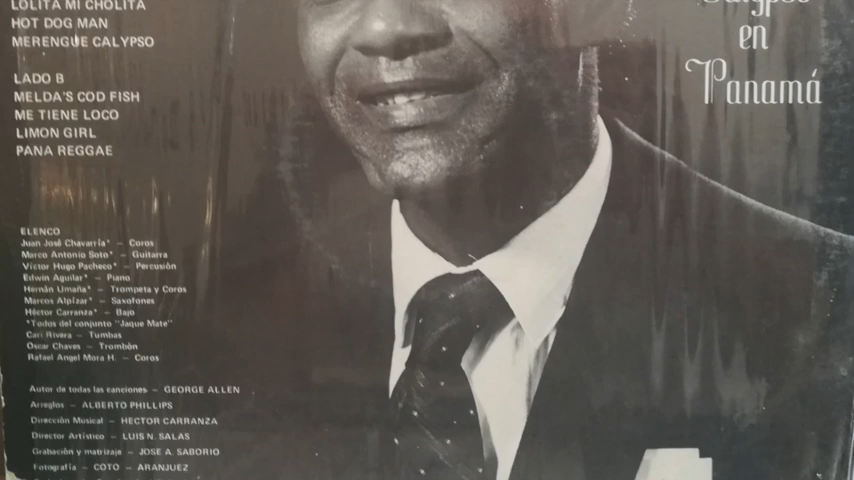 LOLITA MI CHOLITA
HOT DOG MAN
MERENGUE CALYPSO
LADO B
MELDA'S COD FISH
ME TIENE LOCO
LIMON GIRL
PANA REGGAE
ELENCO
Juan José Chavarría* — Coros
Marco Antonio Soto* — Guitarra
Víctor Hugo Pacheco* — Percusión
Edwin Aguilar* — Piano
Hernán Umaña* — Trompeta y Coros
Marcos Alpízar* — Saxofones
Héctor Carranza* — Bajo
*Todos del conjunto "Jaque Mate"
Cari Rivera — Tumbas
Oscar Chaves — Trombón
Rafael Angel Mora H. — Coros
Autor de todas las canciones — GEORGE ALLEN
Arreglos — ALBERTO PHILLIPS
Dirección Musical — HECTOR CARRANZA
Director Artístico — LUIS N. SALAS
Grabación y matrizaje — JOSE A. SABORIO
Fotografía — COTO — ARANJUEZ
Calypso
en
Panamá